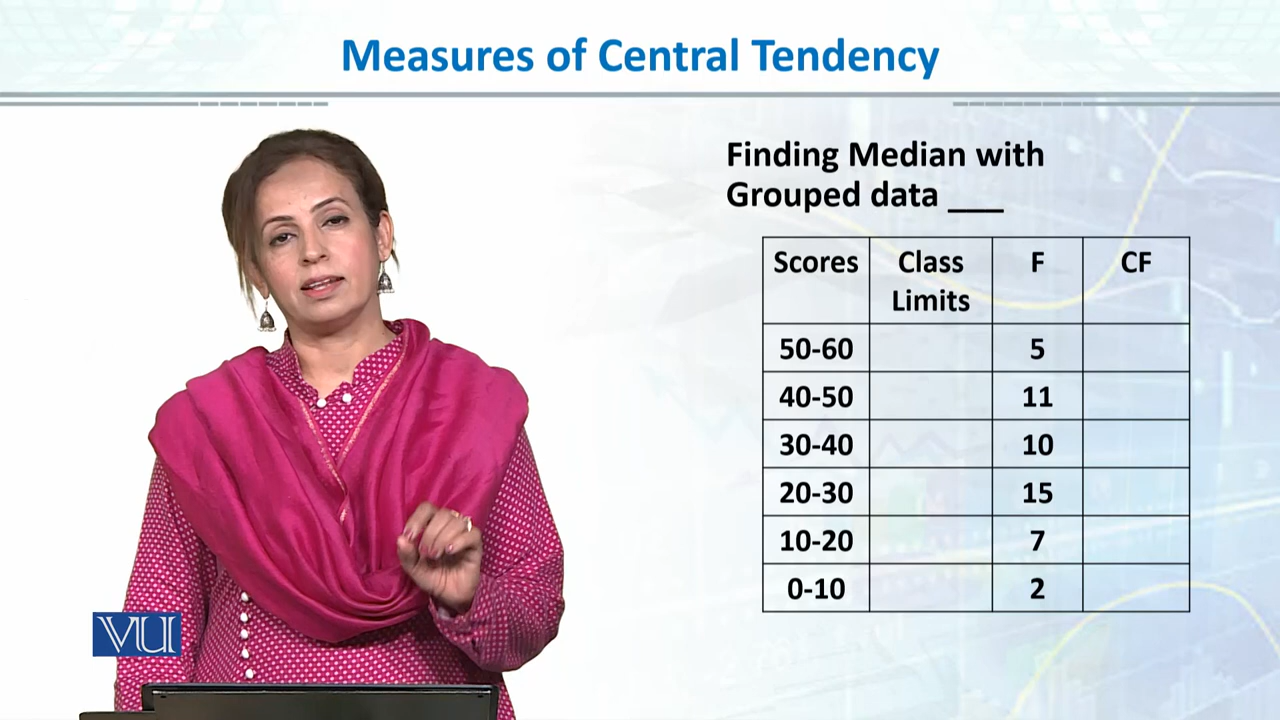 Measures of Central Tendency
Finding Median with
Grouped data ___
Scores Class Limits F CF
50-60 5
40-50 11
30-40 10
20-30 15
10-20 7
0-10 2
VU